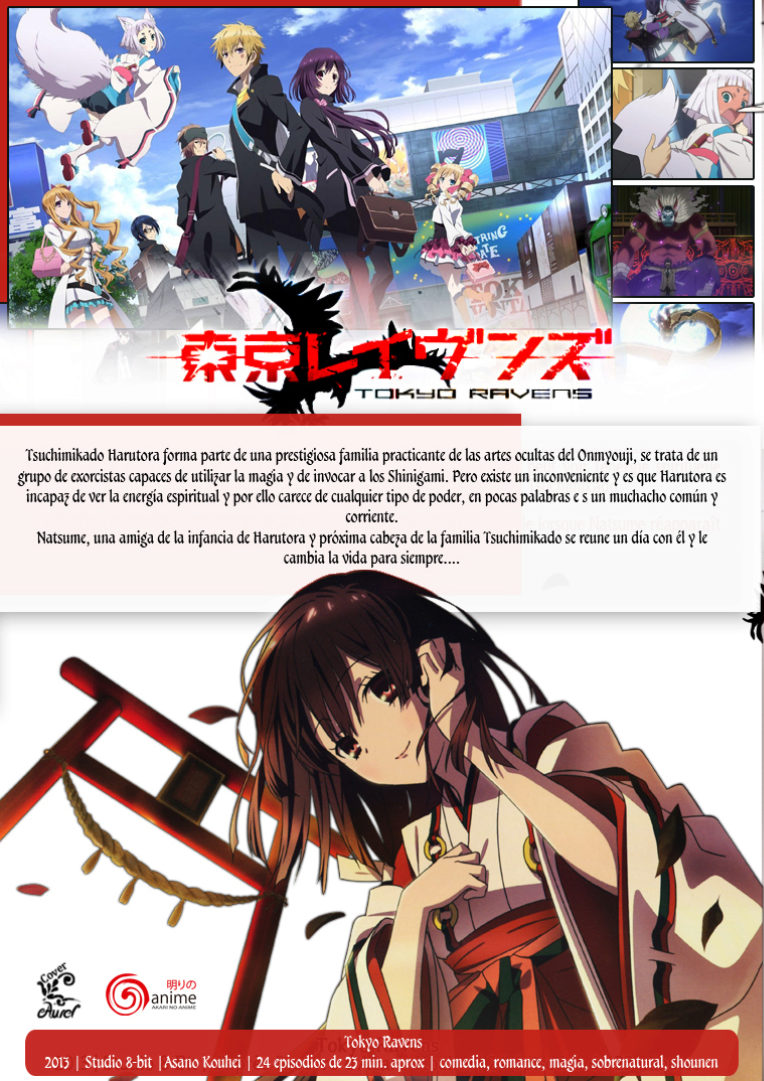 東京レイヴンズ
TOKYO RAVENS
Tsuchimikado Harutora forma parte de una prestigiosa familia practicante de las artes ocultas del Onmyouji, se trata de un
grupo de exorcistas capaces de utilizar la magia y de invocar a los Shinigami. Pero existe un inconveniente y es que Harutora es
incapaz de ver la energía espiritual y por ello carece de cualquier tipo de poder, en pocas palabras e s un muchacho común y
corriente.
Natsume, una amiga de la infancia de Harutora y próxima cabeza de la familia Tsuchimikado se reune un día con él y le
cambia la vida para siempre....
Cover
Aurel
明りの
anime
AKARI NO ANIME
Tokyo Ravens
2013 | Studio 8-bit |Asano Kouhei | 24 episodios de 23 min. aprox | comedia, romance, magia, sobrenatural, shounen